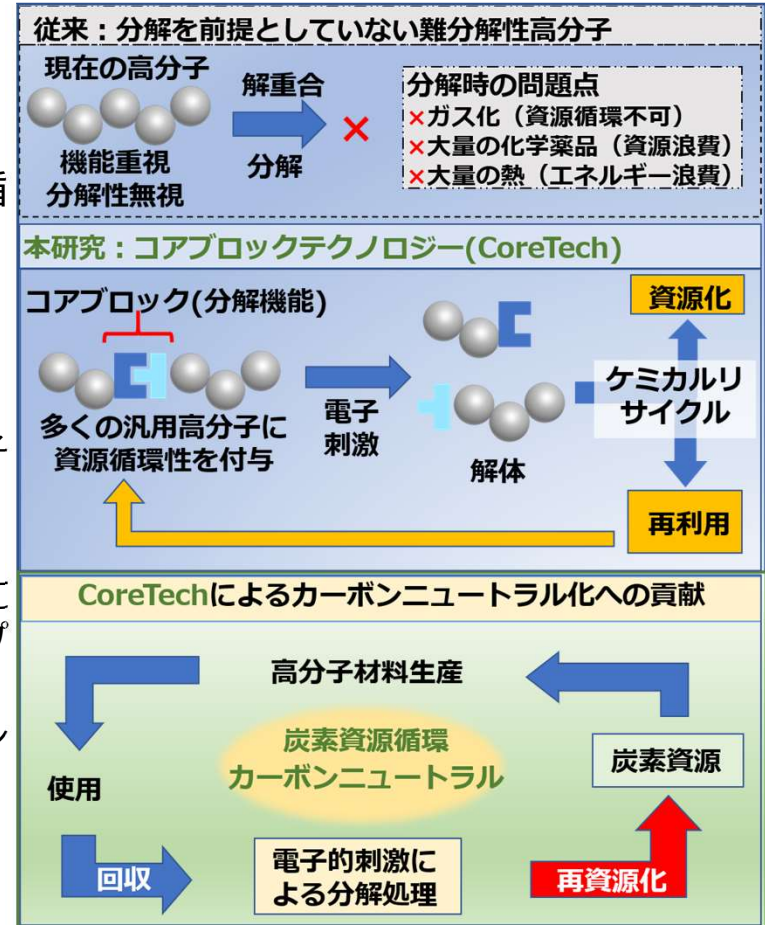 従来：分解を前提としていない難分解性高分子
現在の高分子
機能重視
分解性無視
解重合
分解
×
分解時の問題点
×ガス化（資源循環不可）
×大量の化学薬品（資源浪費）
×大量の熱（エネルギー浪費）
本研究：コアブロックテクノロジー(CoreTech)
コアブロック(分解機能)
多くの汎用高分子に
資源循環性を付与
電子
刺激
解体
資源化
ケミカルリ
サイクル
再利用
CoreTechによるカーボンニュートラル化への貢献
高分子材料生産
炭素資源循環
カーボンニュートラル
炭素資源
使用
回収
電子的刺激に
よる分解処理
再資源化